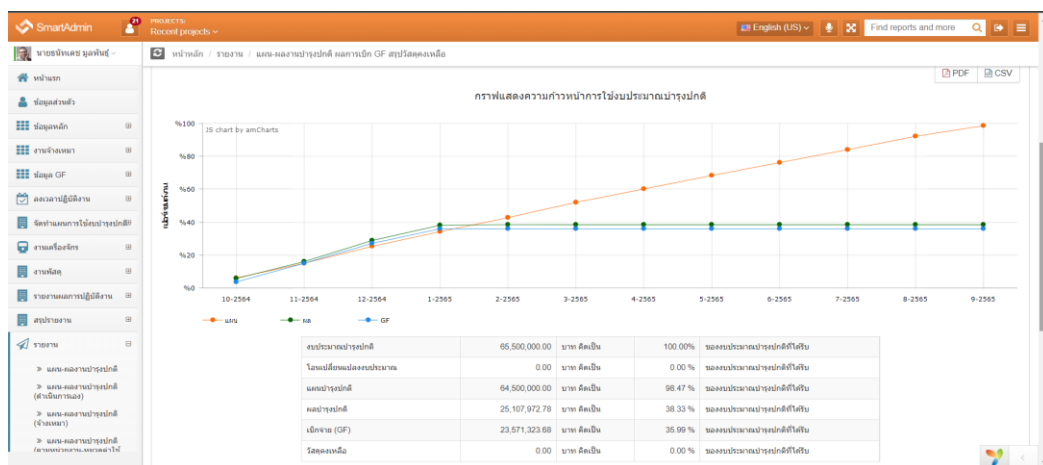 SmartAdmin
21
PROJECTS:
Recent projects
English (US)
Find reports and more
นายธนัทเดช มูลพันธุ์
หน้าหลัก / รายงาน / แผน-ผลงานบำรุงปกติ ผลการเบิก GF สรุปวัสดุคงเหลือ
หน้าแรก
ข้อมูลส่วนตัว
ข้อมูลหลัก
งานจ้างเหมา
ข้อมูล GF
ลงเวลาปฏิบัติงาน
จัดทำแผนการใช้งบบำรุงปกติ
งานเครื่องจักร
งานพัสดุ
รายงานผลการปฏิบัติงาน
สรุปรายงาน
รายงาน
» แผน-ผลงานบำรุงปกติ
» แผน-ผลงานบำรุงปกติ
(ดำเนินการเอง)
» แผน-ผลงานบำรุงปกติ
(จ้างเหมา)
» แผน-ผลงานบำรุงปกติ
PDF
CSV
กราฟแสดงความก้าวหน้าการใช้งบประมาณบำรุงปกติ
JS chart by amCharts
%100
%80
%60
%40
%20
%0
เปอร์เซนต์งาน
10-2564 11-2564 12-2564 1-2565 2-2565 3-2565 4-2565 5-2565 6-2565 7-2565 8-2565 9-2565
แผน ผล GF
งบประมาณบำรุงปกติ 65,500,000.00 บาท คิดเป็น 100.00% ของงบประมาณบำรุงปกติที่ได้รับ
โอนเปลี่ยนแปลงงบประมาณ 0.00 บาท คิดเป็น 0.00 % ของงบประมาณบำรุงปกติที่ได้รับ
แผนบำรุงปกติ 64,500,000.00 บาท คิดเป็น 98.47 % ของงบประมาณบำรุงปกติที่ได้รับ
ผลบำรุงปกติ 25,107,972.78 บาท คิดเป็น 38.33 % ของงบประมาณบำรุงปกติที่ได้รับ
เบิกจ่าย (GF) 23,571,323.68 บาท คิดเป็น 35.99 % ของงบประมาณบำรุงปกติที่ได้รับ
วัสดุคงเหลือ 0.00 บาท คิดเป็น 0.00 % ของงบประมาณบำรุงปกติที่ได้รับ